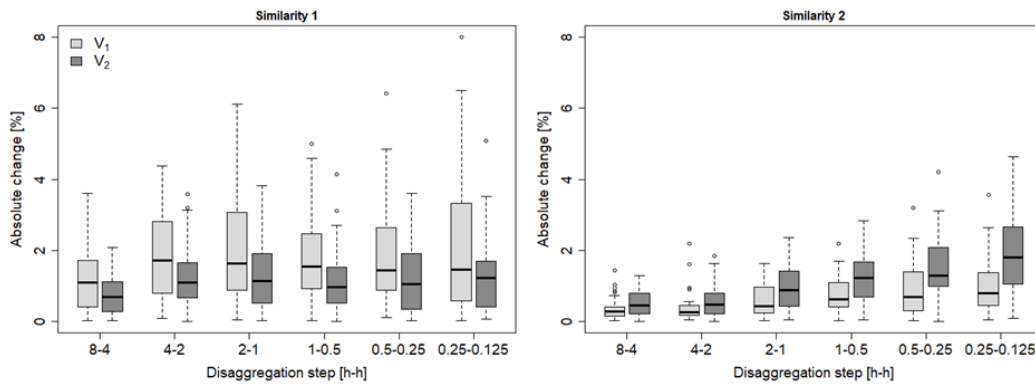 Similarity 1
Absolute change [%]
8
6
4
2
0
V1
V2
8-4
4-2
2-1
1-0.5
0.5-0.25
0.25-0.125
Disaggregation step [h-h]
Similarity 2
Absolute change [%]
8
6
4
2
0
8-4
4-2
2-1
1-0.5
0.5-0.25
0.25-0.125
Disaggregation step [h-h]